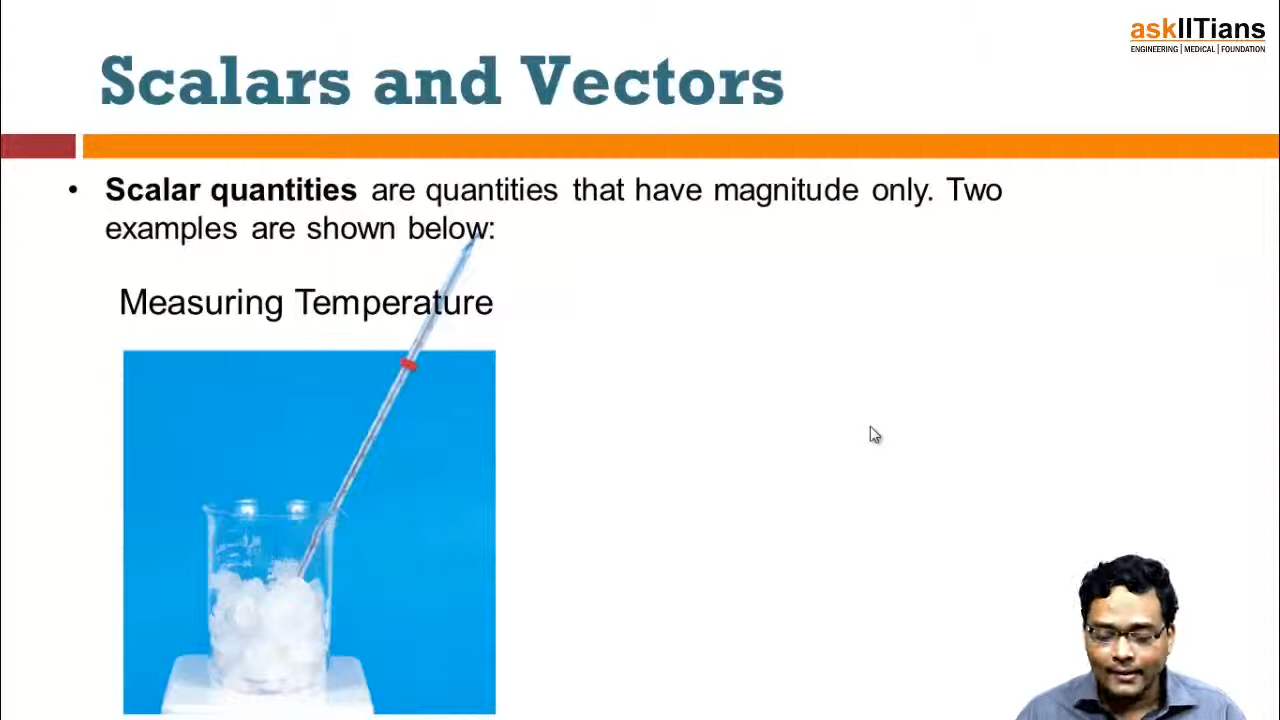 askIITians
ENGINEERING | MEDICAL | FOUNDATION
Scalars and Vectors
• Scalar quantities are quantities that have magnitude only. Two
examples are shown below:
Measuring Temperature